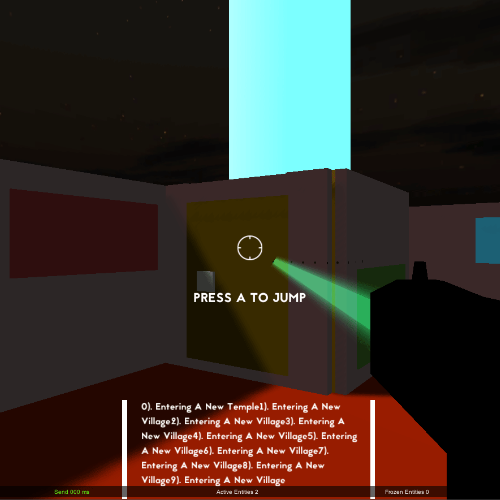 PRESS A TO JUMP
0). Entering A New Temple1). Entering A New
Village2). Entering A New Village3). Entering A
New Village4). Entering A New Village5). Entering
A New Village6). Entering A New Village7).
Entering A New Village8). Entering A New
Village9). Entering A New Village
Send 000 ms Active Entities 2 Frozen Entities 0